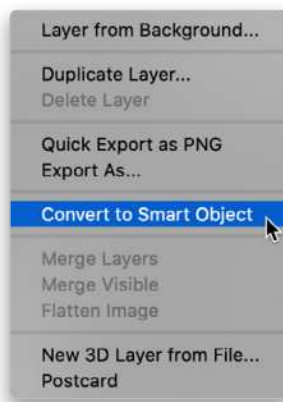 Layer from Background...
Duplicate Layer...
Delete Layer
Quick Export as PNG
Export As...
Convert to Smart Object
Merge Layers
Merge Visible
Flatten Image
New 3D Layer from File...
Postcard